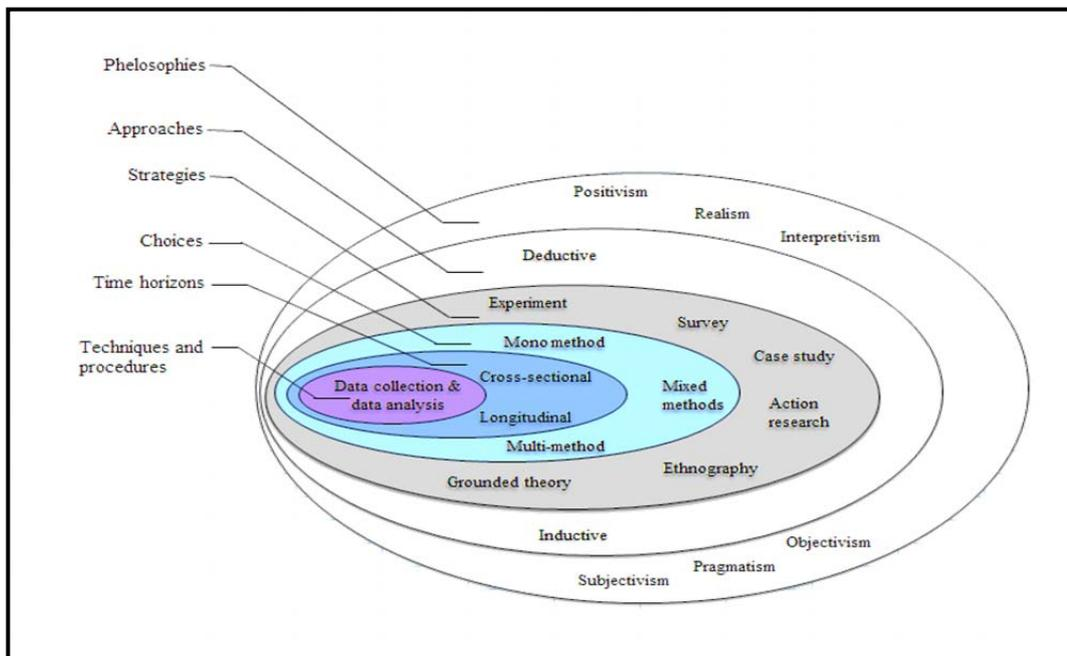 Phelosophies
Approaches
Strategies
Choices
Time horizons
Techniques and
procedures
Positivism
Realism
Interpretivism
Deductive
Experiment
Survey
Case study
Action
research
Ethnography
Grounded theory
Mono method
Mixed
methods
Multi-method
Cross-sectional
Longitudinal
Data collection &
data analysis
Inductive
Objectivism
Pragmatism
Subjectivism